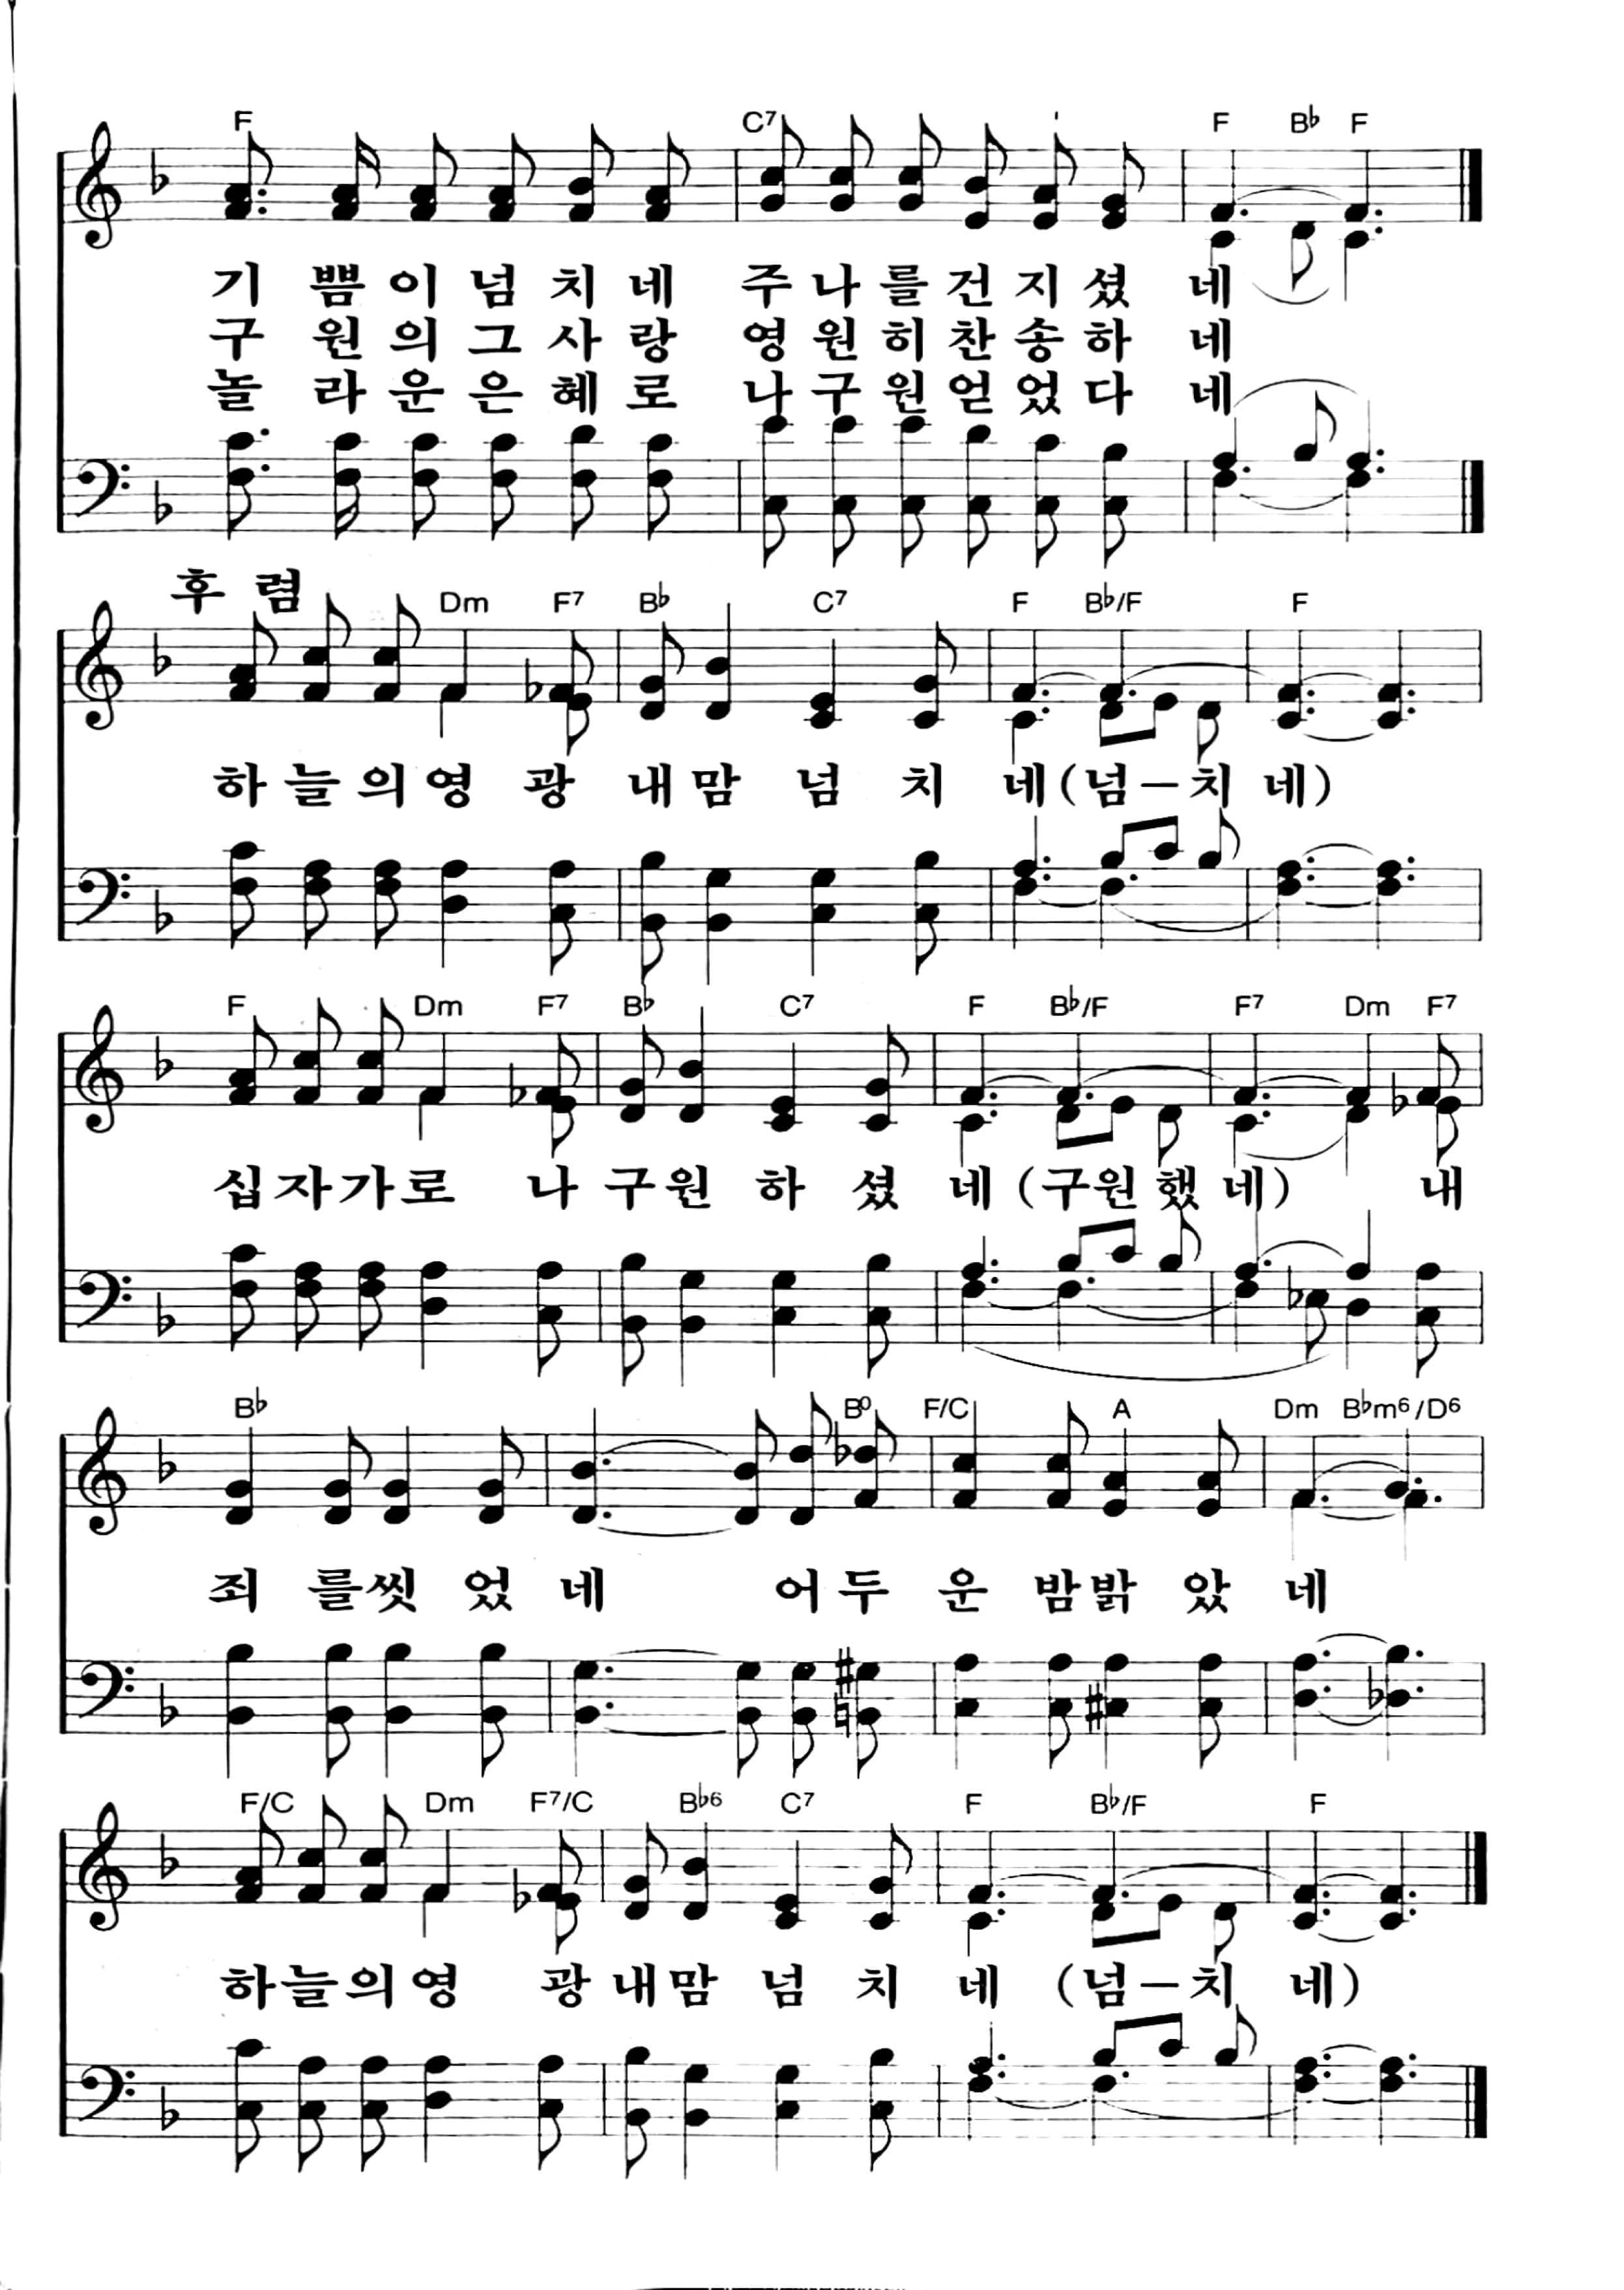 F C7 F B♭ F
기 쁨 이 넘 치 네 주 나 를 건 지 셨 네
구 원 의 그 사 랑 영 원 히 찬 송 하 네
놀 라 운 은 혜 로 나 구 원 얻 었 다 네
후 렴
Dm F7 B♭ C7 F B♭/F F
하 늘 의 영 광 내 맘 넘 치 네 (넘 – 치 네)
F Dm F7 B♭ C7 F B♭/F F7 Dm F7
십 자 가 로 나 구 원 하 셨 네 (구 원 했 네) 내
B♭ B0 F/C A Dm B♭m6/D6
죄 를 씻 었 네 어 두 운 밤 밝 았 네
F/C Dm F7/C B♭6 C7 F B♭/F F
하 늘 의 영 광 내 맘 넘 치 네 (넘 – 치 네)